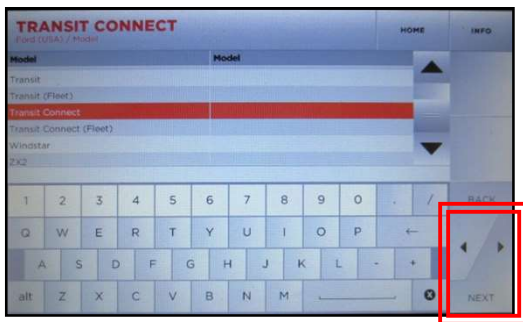 TRANSIT CONNECT
Ford (USA) / Model
HOME
INFO
Model
Model
Transit
Transit (Fleet)
Transit Connect
Transit Connect (Fleet)
Windstar
ZX2
1 2 3 4 5 6 7 8 9 0 . /
BACK
Q W E R T Y U I O P ←
A S D F G H J K L - +
alt Z X C V B N M
NEXT